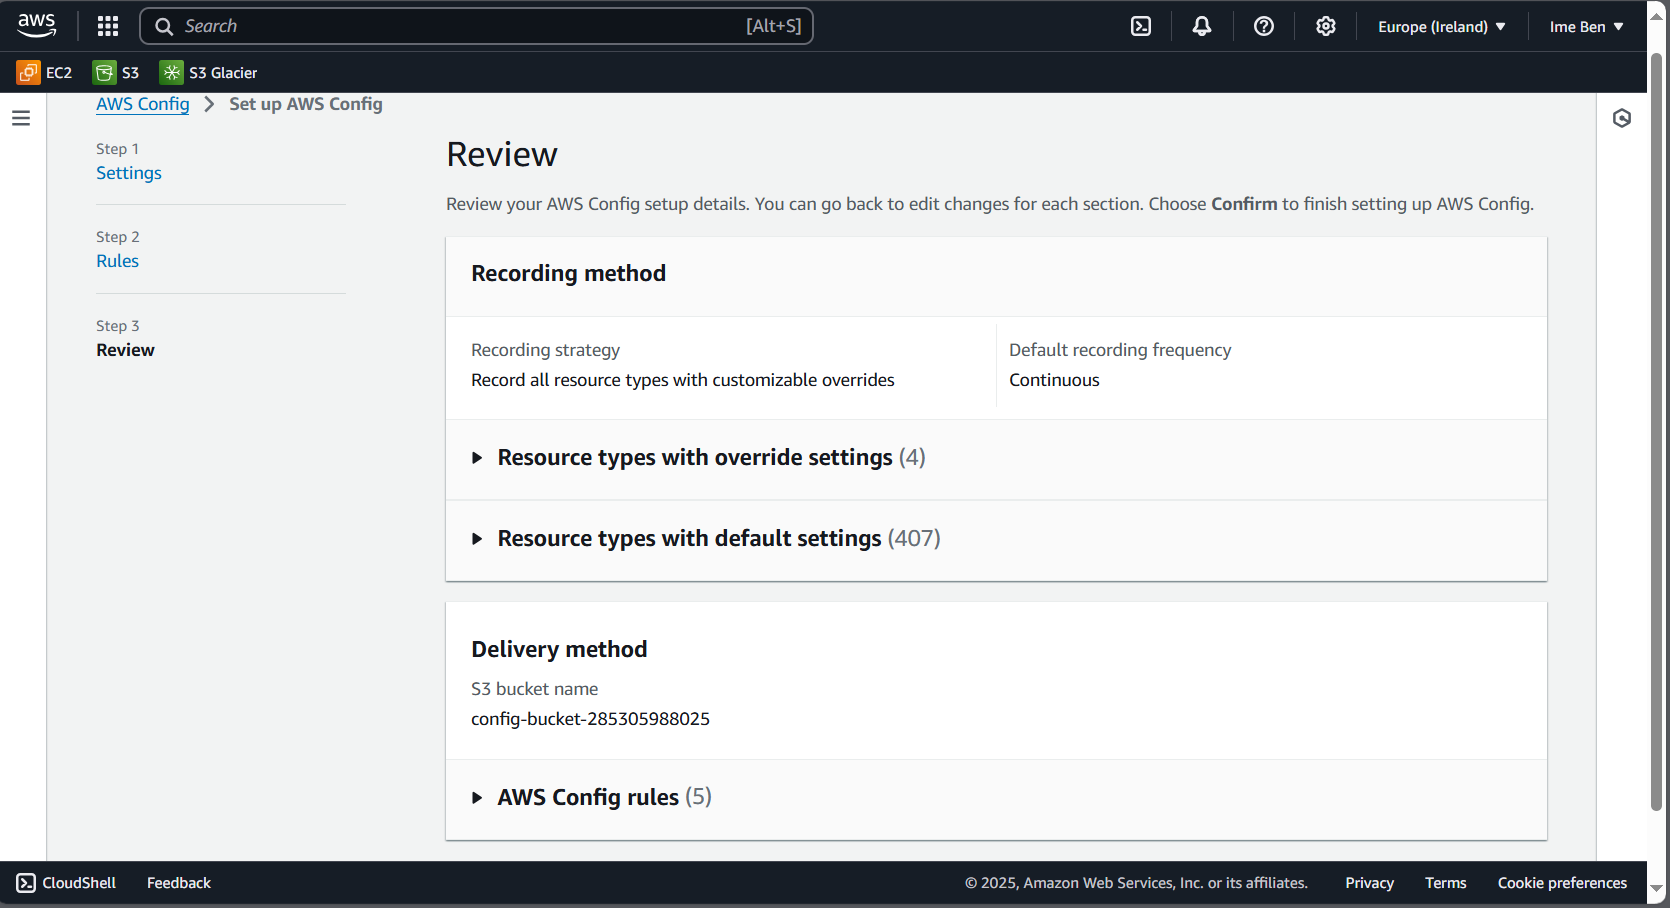 aws
Search [Alt+S]
Europe (Ireland) ▼
Ime Ben ▼
EC2 S3 S3 Glacier
AWS Config > Set up AWS Config
Step 1
Settings
Step 2
Rules
Step 3
Review
Review
Review your AWS Config setup details. You can go back to edit changes for each section. Choose Confirm to finish setting up AWS Config.
Recording method
Recording strategy
Record all resource types with customizable overrides
Default recording frequency
Continuous
Resource types with override settings (4)
Resource types with default settings (407)
Delivery method
S3 bucket name
config-bucket-285305988025
AWS Config rules (5)
CloudShell Feedback © 2025, Amazon Web Services, Inc. or its affiliates. Privacy Terms Cookie preferences